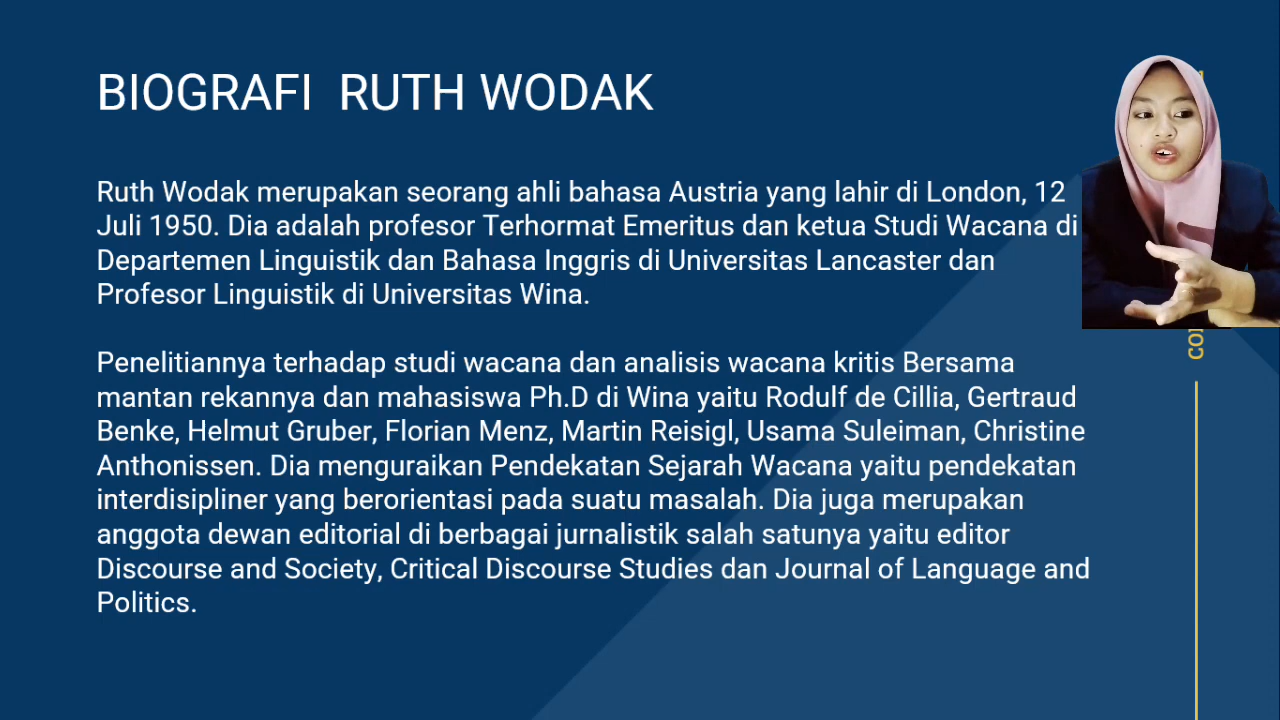 BIOGRAFI RUTH WODAK
Ruth Wodak merupakan seorang ahli bahasa Austria yang lahir di London, 12
Juli 1950. Dia adalah profesor Terhormat Emeritus dan ketua Studi Wacana di
Departemen Linguistik dan Bahasa Inggris di Universitas Lancaster dan
Profesor Linguistik di Universitas Wina.
Penelitiannya terhadap studi wacana dan analisis wacana kritis Bersama
mantan rekannya dan mahasiswa Ph.D di Wina yaitu Rodulf de Cillia, Gertraud
Benke, Helmut Gruber, Florian Menz, Martin Reisigl, Usama Suleiman, Christine
Anthonissen. Dia menguraikan Pendekatan Sejarah Wacana yaitu pendekatan
interdisipliner yang berorientasi pada suatu masalah. Dia juga merupakan
anggota dewan editorial di berbagai jurnalistik salah satunya yaitu editor
Discourse and Society, Critical Discourse Studies dan Journal of Language and
Politics.